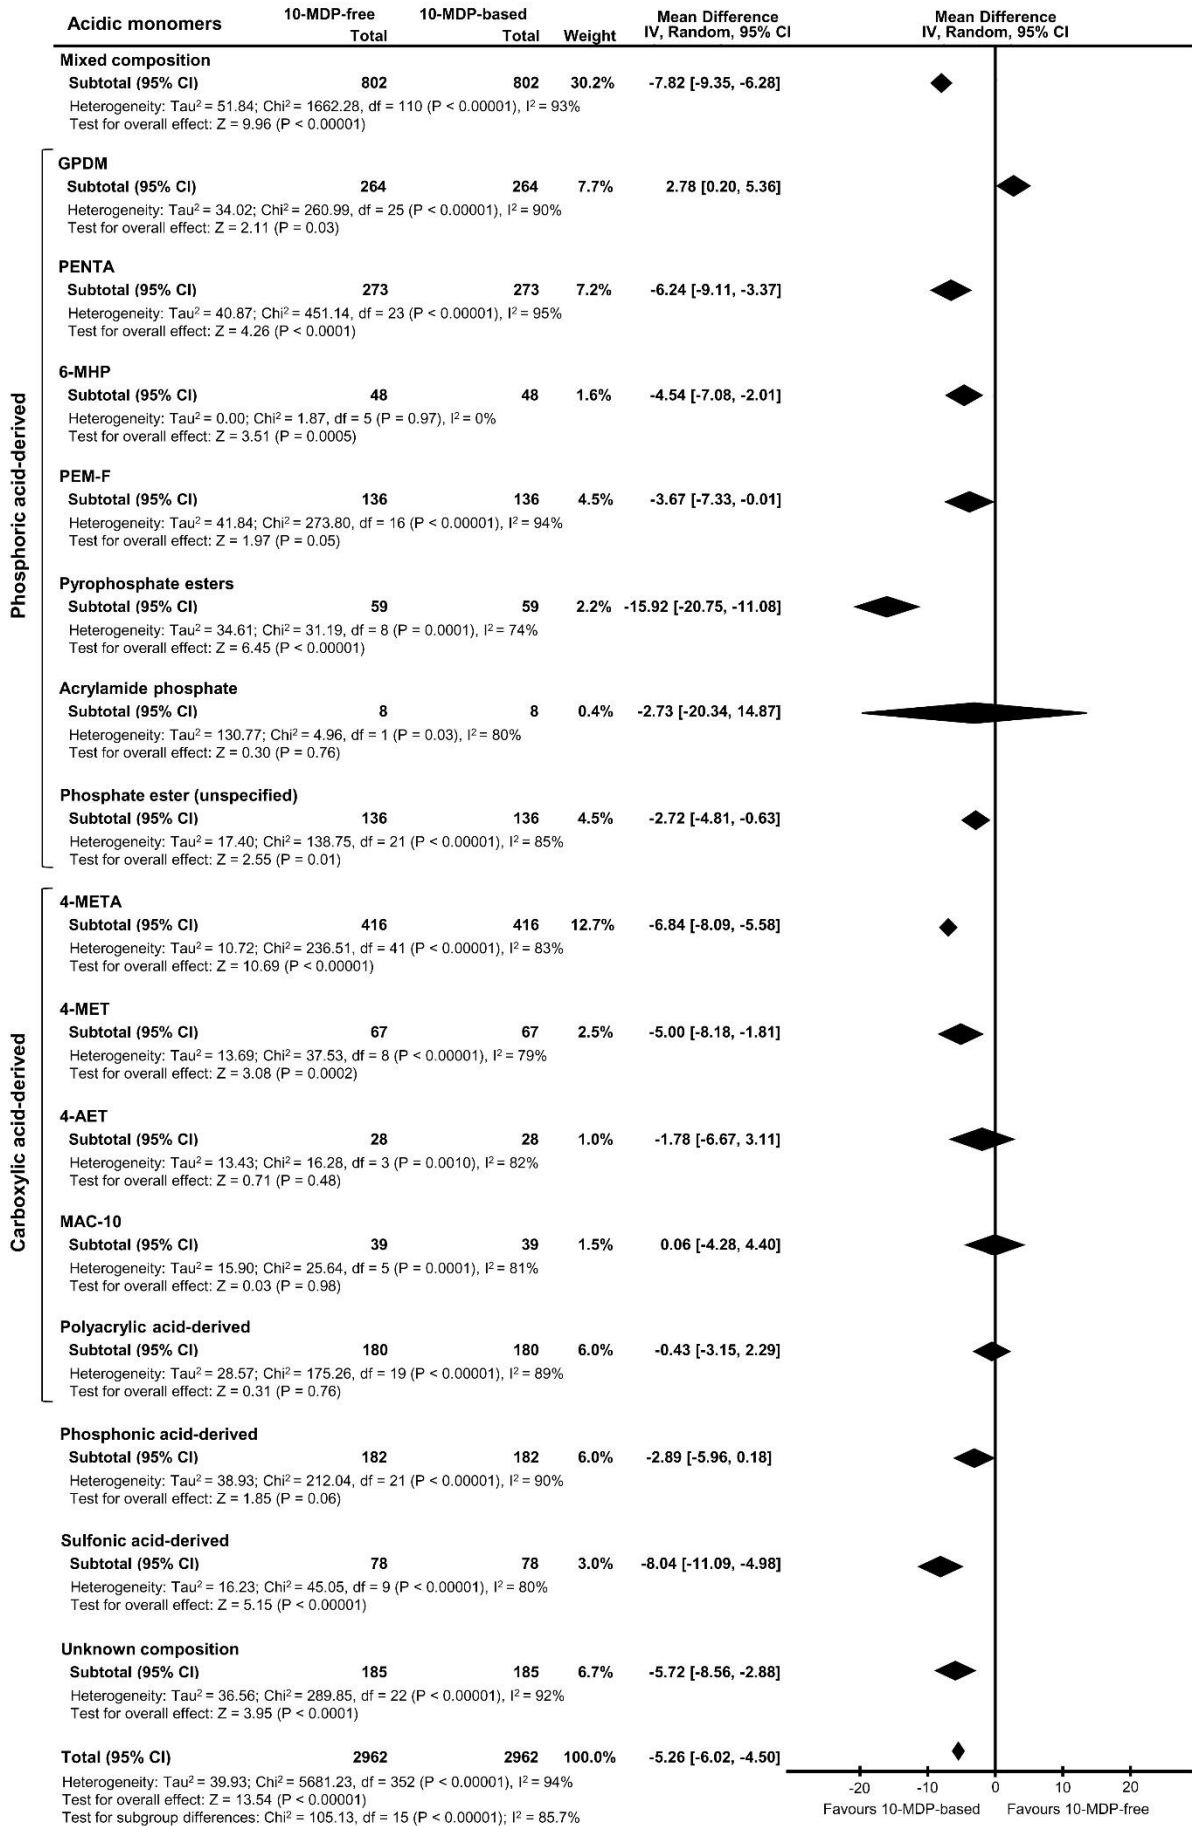 Acidic monomers
10-MDP-free 10-MDP-based Mean Difference Mean Difference
Total Total Weight IV, Random, 95% CI IV, Random, 95% CI
Mixed composition
Subtotal (95% CI) 802 802 30.2% -7.82 [-9.35, -6.28]
Heterogeneity: Tau² = 51.84; Chi² = 1662.28, df = 110 (P < 0.00001), I² = 93%
Test for overall effect: Z = 9.96 (P < 0.00001)
Phosphoric acid-derived
GPDM
Subtotal (95% CI) 264 264 7.7% 2.78 [0.20, 5.36]
Heterogeneity: Tau² = 34.02; Chi² = 260.99, df = 25 (P < 0.00001), I² = 90%
Test for overall effect: Z = 2.11 (P = 0.03)
PENTA
Subtotal (95% CI) 273 273 7.2% -6.24 [-9.11, -3.37]
Heterogeneity: Tau² = 40.87; Chi² = 451.14, df = 23 (P < 0.00001), I² = 95%
Test for overall effect: Z = 4.26 (P < 0.0001)
6-MHP
Subtotal (95% CI) 48 48 1.6% -4.54 [-7.08, -2.01]
Heterogeneity: Tau² = 0.00; Chi² = 1.87, df = 5 (P = 0.97), I² = 0%
Test for overall effect: Z = 3.51 (P = 0.0005)
PEM-F
Subtotal (95% CI) 136 136 4.5% -3.67 [-7.33, -0.01]
Heterogeneity: Tau² = 41.84; Chi² = 273.80, df = 16 (P < 0.00001), I² = 94%
Test for overall effect: Z = 1.97 (P = 0.05)
Pyrophosphate esters
Subtotal (95% CI) 59 59 2.2% -15.92 [-20.75, -11.08]
Heterogeneity: Tau² = 34.61; Chi² = 31.19, df = 8 (P = 0.0001), I² = 74%
Test for overall effect: Z = 6.45 (P < 0.00001)
Acrylamide phosphate
Subtotal (95% CI) 8 8 0.4% -2.73 [-20.34, 14.87]
Heterogeneity: Tau² = 130.77; Chi² = 4.96, df = 1 (P = 0.03), I² = 80%
Test for overall effect: Z = 0.30 (P = 0.76)
Phosphate ester (unspecified)
Subtotal (95% CI) 136 136 4.5% -2.72 [-4.81, -0.63]
Heterogeneity: Tau² = 17.40; Chi² = 138.75, df = 21 (P < 0.00001), I² = 85%
Test for overall effect: Z = 2.55 (P = 0.01)
Carboxylic acid-derived
4-META
Subtotal (95% CI) 416 416 12.7% -6.84 [-8.09, -5.58]
Heterogeneity: Tau² = 10.72; Chi² = 236.51, df = 41 (P < 0.00001), I² = 83%
Test for overall effect: Z = 10.69 (P < 0.00001)
4-MET
Subtotal (95% CI) 67 67 2.5% -5.00 [-8.18, -1.81]
Heterogeneity: Tau² = 13.69; Chi² = 37.53, df = 8 (P < 0.00001), I² = 79%
Test for overall effect: Z = 3.08 (P = 0.0002)
4-AET
Subtotal (95% CI) 28 28 1.0% -1.78 [-6.67, 3.11]
Heterogeneity: Tau² = 13.43; Chi² = 16.28, df = 3 (P = 0.0010), I² = 82%
Test for overall effect: Z = 0.71 (P = 0.48)
MAC-10
Subtotal (95% CI) 39 39 1.5% 0.06 [-4.28, 4.40]
Heterogeneity: Tau² = 15.90; Chi² = 25.64, df = 5 (P = 0.0001), I² = 81%
Test for overall effect: Z = 0.03 (P = 0.98)
Polyacrylic acid-derived
Subtotal (95% CI) 180 180 6.0% -0.43 [-3.15, 2.29]
Heterogeneity: Tau² = 28.57; Chi² = 175.26, df = 19 (P < 0.00001), I² = 89%
Test for overall effect: Z = 0.31 (P = 0.76)
Phosphonic acid-derived
Subtotal (95% CI) 182 182 6.0% -2.89 [-5.96, 0.18]
Heterogeneity: Tau² = 38.93; Chi² = 212.04, df = 21 (P < 0.00001), I² = 90%
Test for overall effect: Z = 1.85 (P = 0.06)
Sulfonic acid-derived
Subtotal (95% CI) 78 78 3.0% -8.04 [-11.09, -4.98]
Heterogeneity: Tau² = 16.23; Chi² = 45.05, df = 9 (P < 0.00001), I² = 80%
Test for overall effect: Z = 5.15 (P < 0.00001)
Unknown composition
Subtotal (95% CI) 185 185 6.7% -5.72 [-8.56, -2.88]
Heterogeneity: Tau² = 36.56; Chi² = 289.85, df = 22 (P < 0.00001), I² = 92%
Test for overall effect: Z = 3.95 (P < 0.0001)
Total (95% CI) 2962 2962 100.0% -5.26 [-6.02, -4.50]
Heterogeneity: Tau² = 39.93; Chi² = 5681.23, df = 352 (P < 0.00001), I² = 94%
Test for overall effect: Z = 13.54 (P < 0.00001)
Test for subgroup differences: Chi² = 105.13, df = 15 (P < 0.00001); I² = 85.7%
-20 -10 0 10 20
Favours 10-MDP-based Favours 10-MDP-free